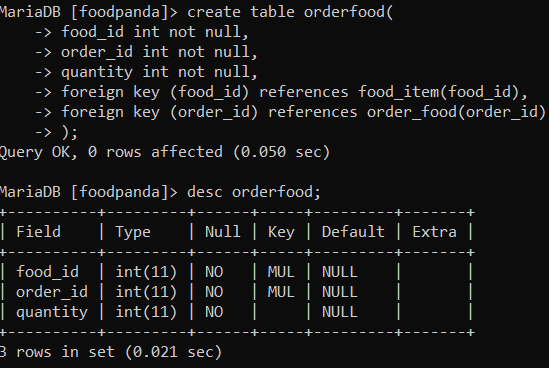 MariaDB [foodpanda]> create table orderfood(
    -> food_id int not null,
    -> order_id int not null,
    -> quantity int not null,
    -> foreign key (food_id) references food_item(food_id),
    -> foreign key (order_id) references order_food(order_id)
    -> );
Query OK, 0 rows affected (0.050 sec)

MariaDB [foodpanda]> desc orderfood;
+----------+---------+------+-----+---------+-------+
| Field    | Type    | Null | Key | Default | Extra |
+----------+---------+------+-----+---------+-------+
| food_id  | int(11) | NO   | MUL | NULL    |       |
| order_id | int(11) | NO   | MUL | NULL    |       |
| quantity | int(11) | NO   |     | NULL    |       |
+----------+---------+------+-----+---------+-------+
3 rows in set (0.021 sec)